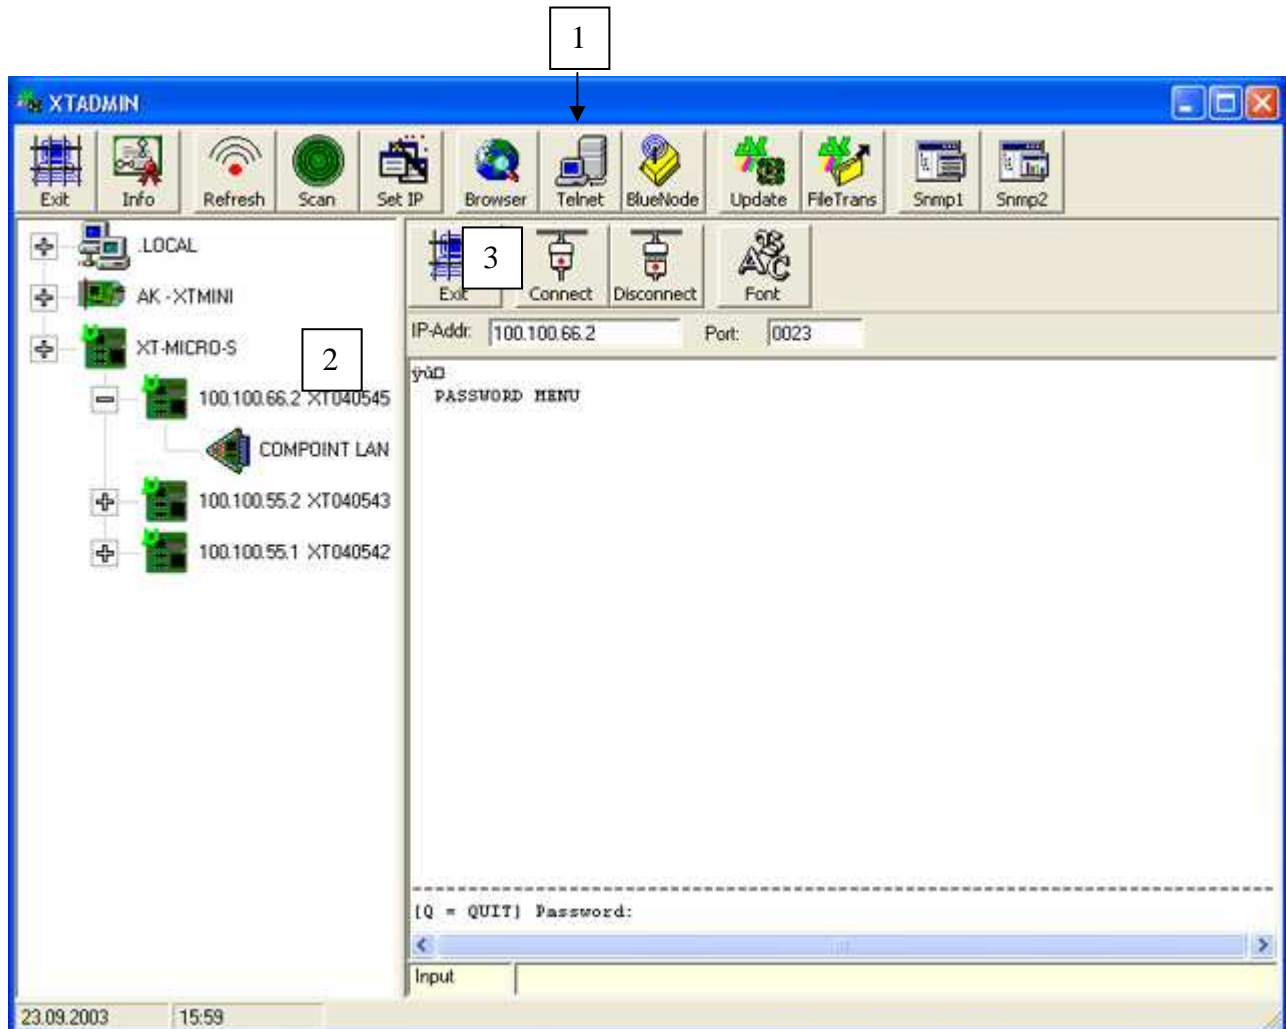 1
XTADMIN
Exit Info Refresh Scan Set IP Browser Telnet BlueNode Update FileTrans Snmp1 Snmp2
.LOCAL
AK - XTMINI
XT-MICRO-S
2
100.100.66.2 XT040545
COMPOINT LAN
100.100.55.2 XT040543
100.100.55.1 XT040542
3
Exit Connect Disconnect Font
IP-Addr: 100.100.66.2 Port: 0023
ÿû
PASSWORD MENU
[Q = QUIT] Password:
Input
23.09.2003 15:59